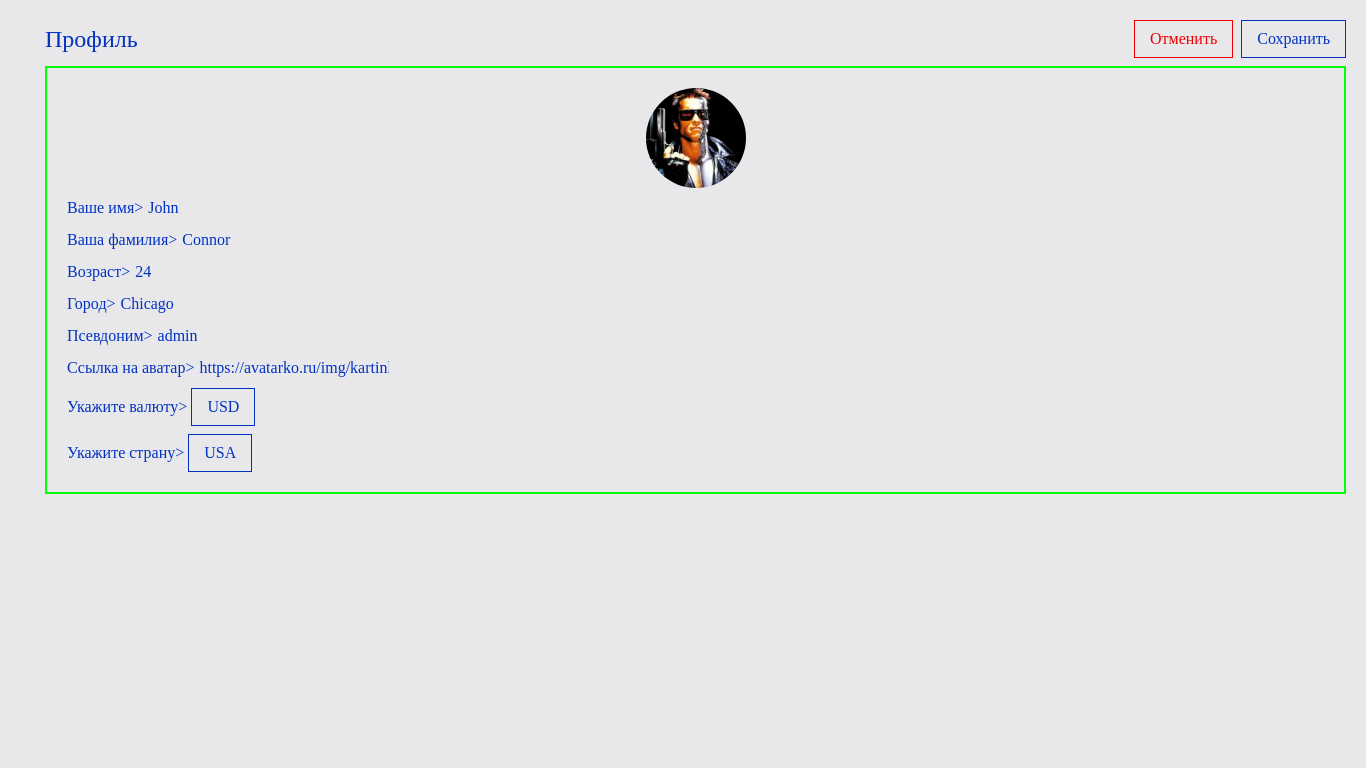 Профиль
Отменить
Сохранить
Ваше имя> John
Ваша фамилия> Connor
Возраст> 24
Город> Chicago
Псевдоним> admin
Ссылка на аватар> https://avatarko.ru/img/kartin
Укажите валюту> USD
Укажите страну> USA